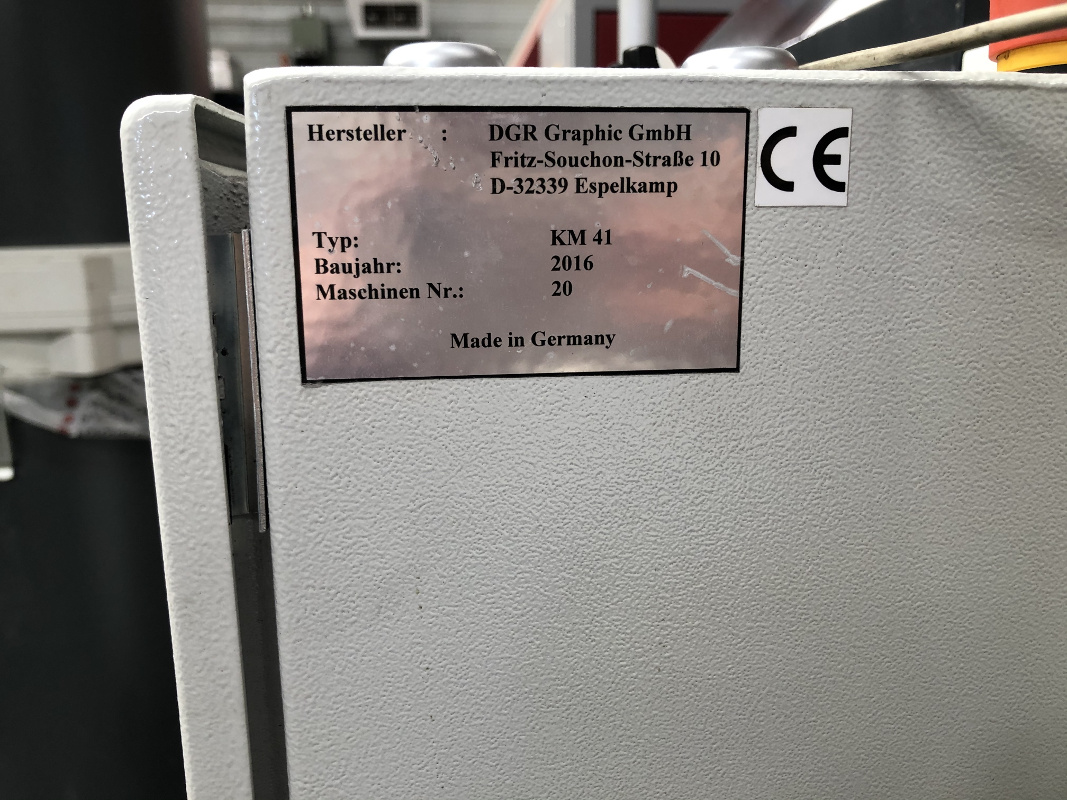 Hersteller : DGR Graphic GmbH
Fritz-Souchon-Straße 10
D-32339 Espelkamp
Typ: KM 41
Baujahr: 2016
Maschinen Nr.: 20
Made in Germany
CE